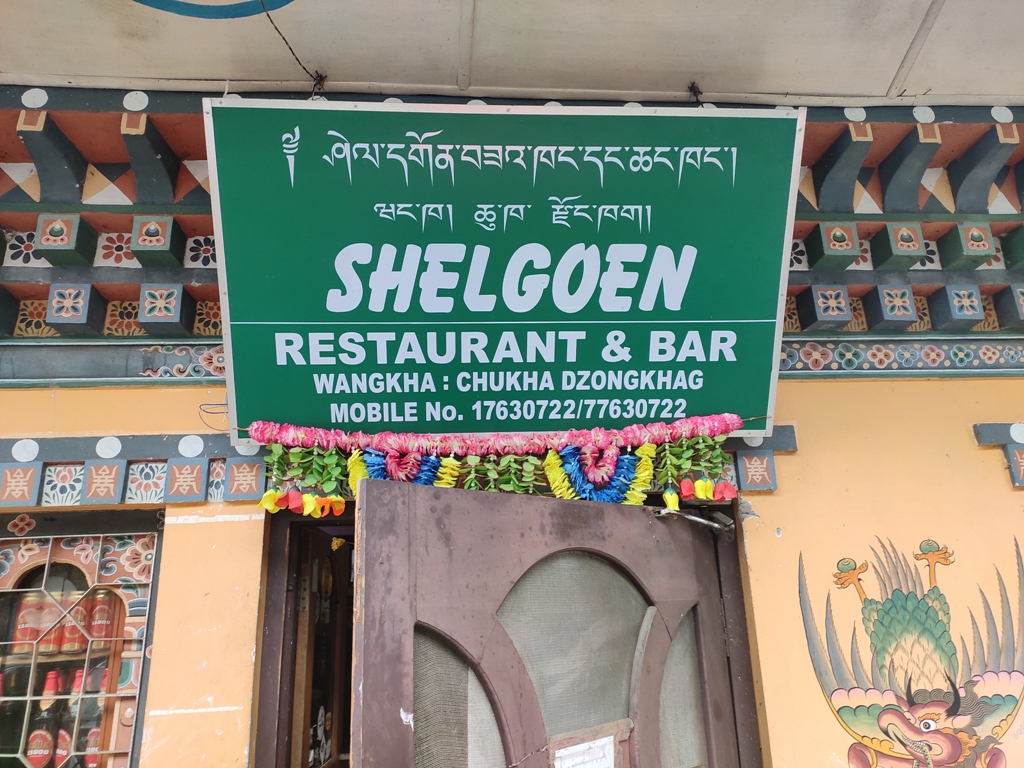 ༈ ཤེལ་དགོན་བཟའ་ཁང་དང་ཆང་ཁང་།
ཝང་ཁ། ཆུ་ཁ་ རྫོང་ཁག།
SHELGOEN
RESTAURANT & BAR
WANGKHA : CHUKHA DZONGKHAG
MOBILE No. 17630722/77630722